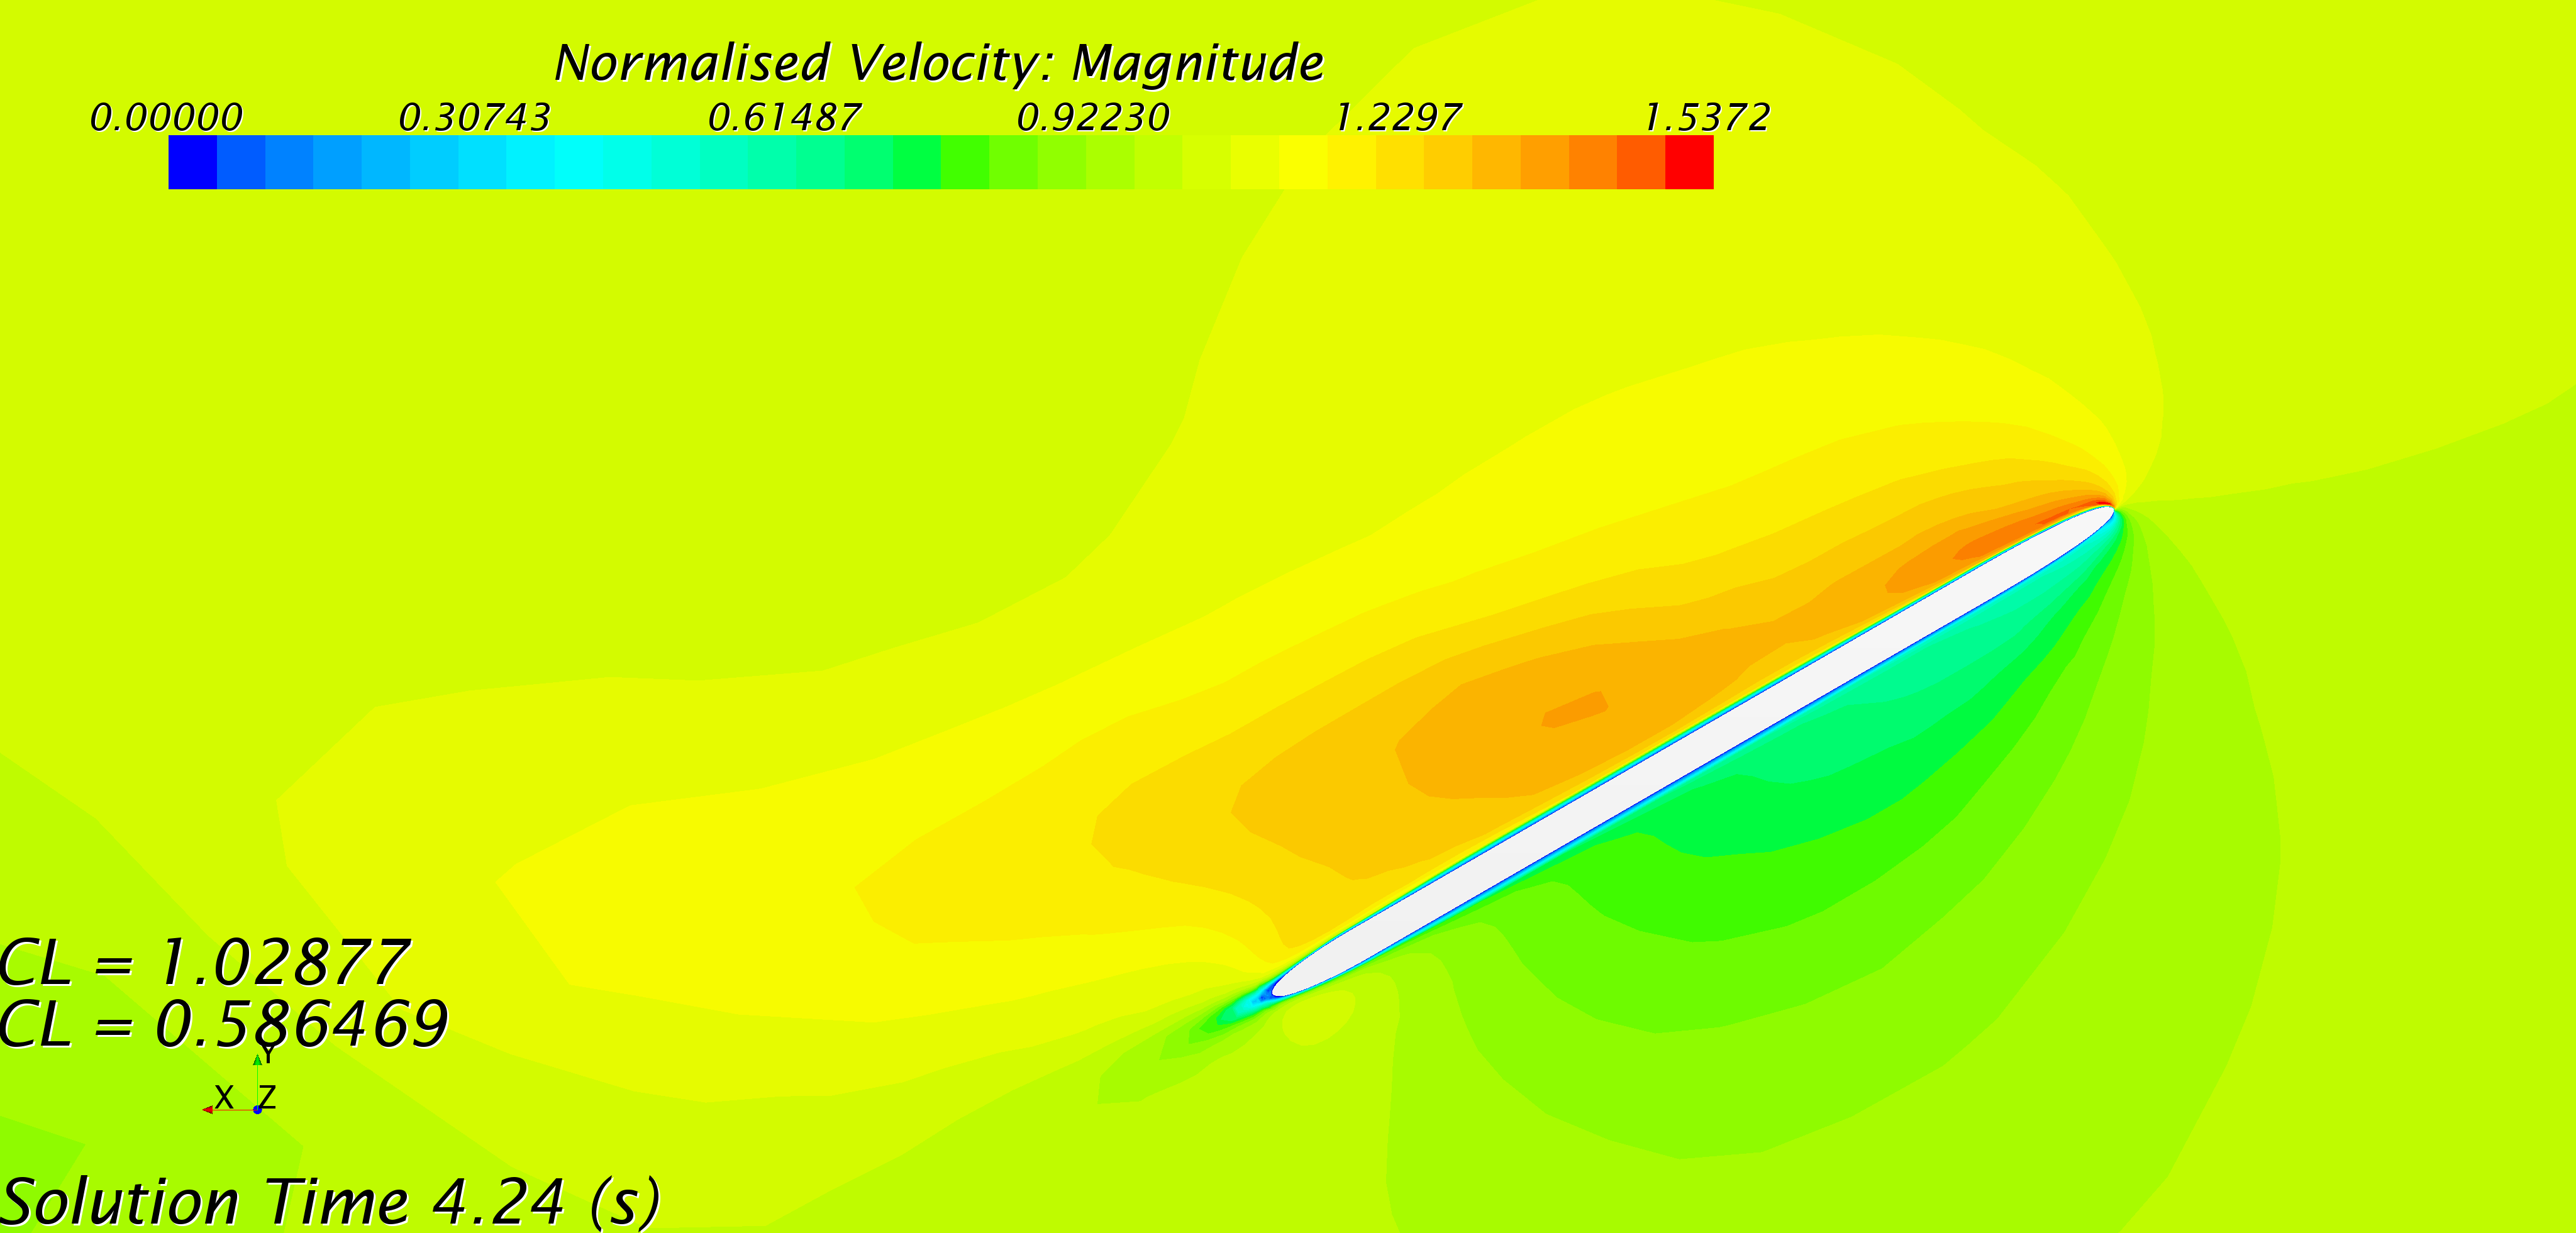 Normalised Velocity: Magnitude
0.00000 0.30743 0.61487 0.92230 1.2297 1.5372
CL = 1.02877
CL = 0.586469
Y
X Z
Solution Time 4.24 (s)